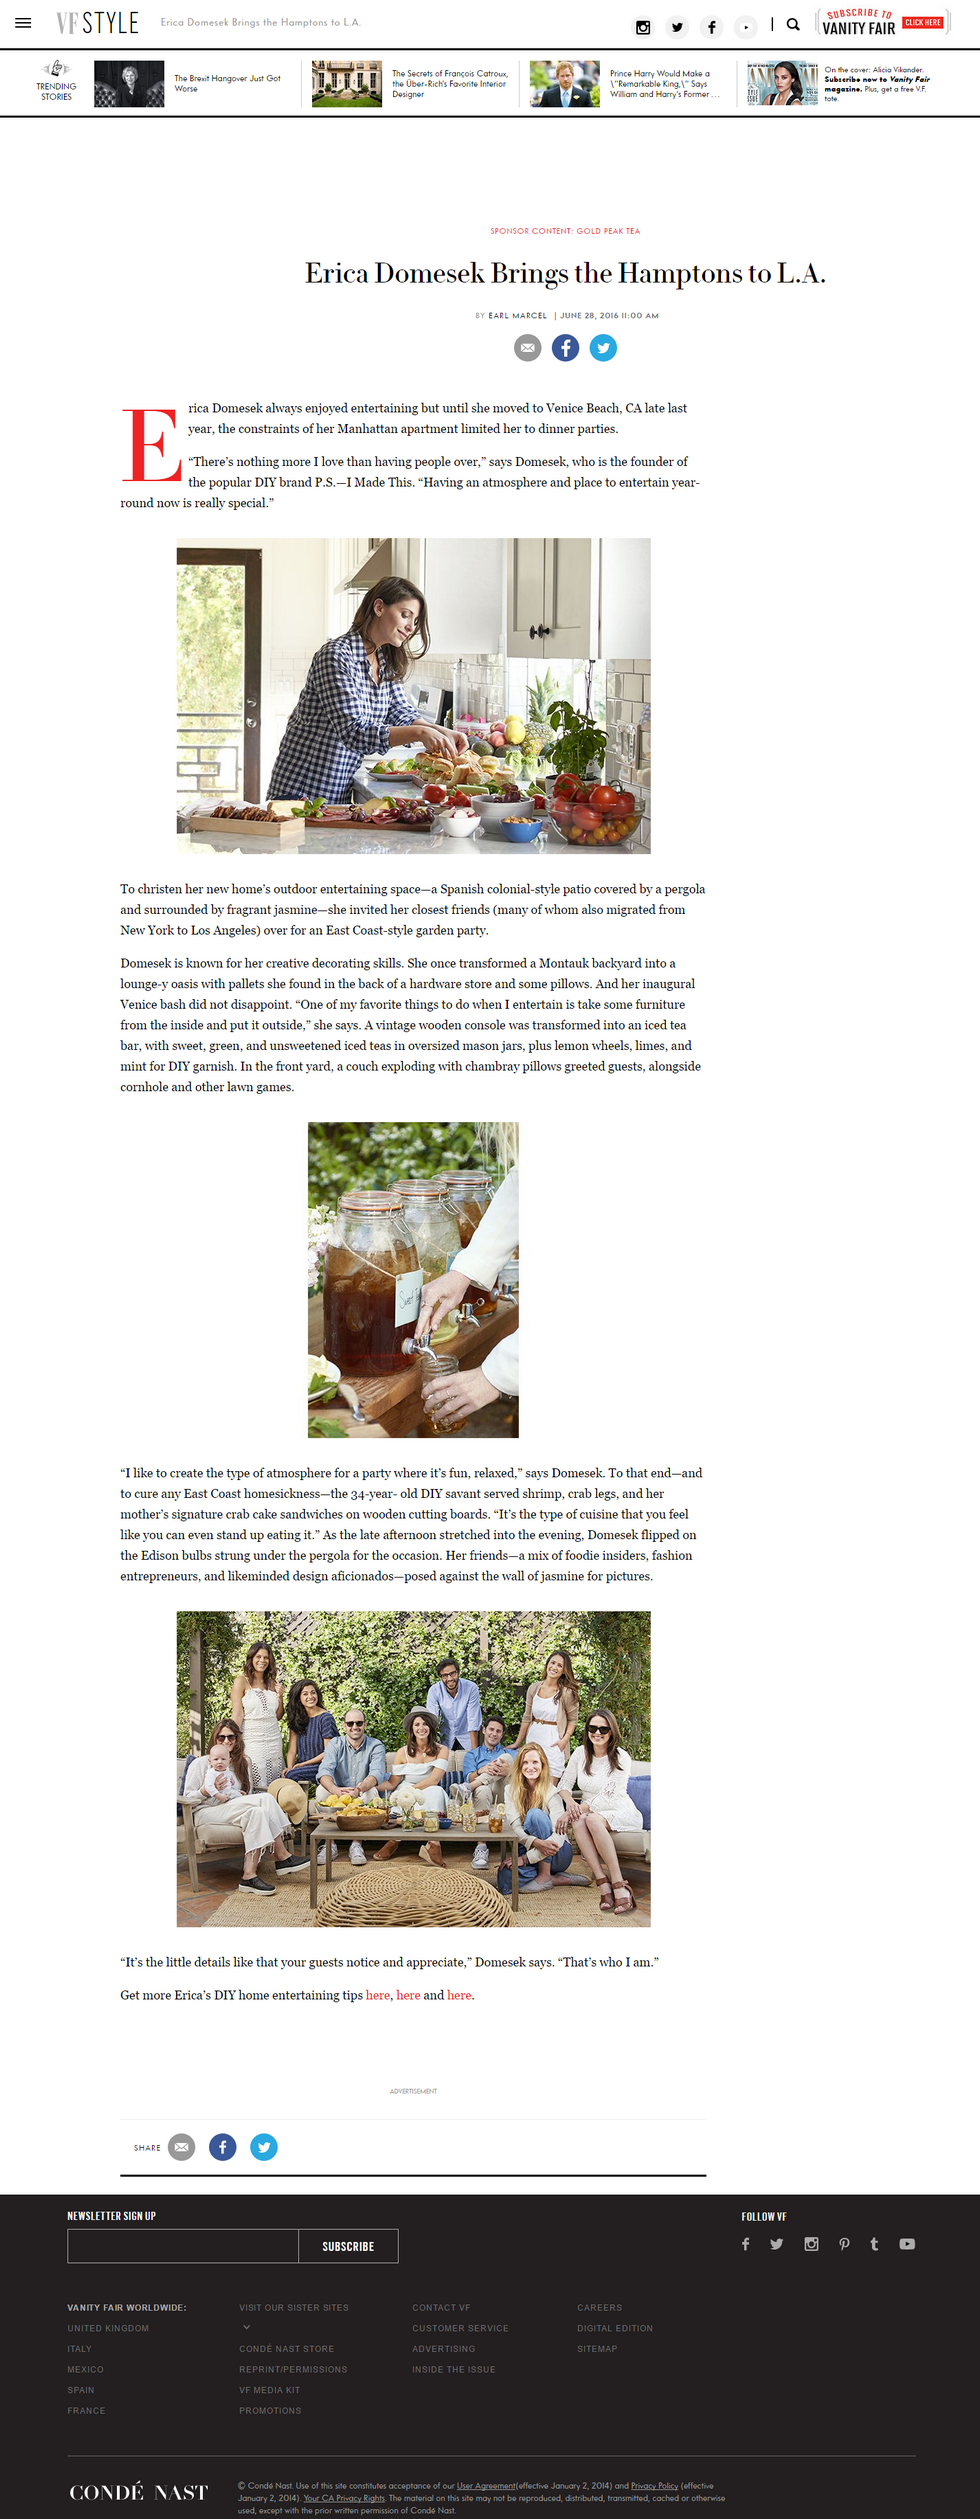 VF STYLE
Erica Domesek Brings the Hamptons to L.A.
SUBSCRIBE TO
VANITY FAIR
CLICK HERE
TRENDING
STORIES
The Brexit Hangover Just Got
Worse
The Secrets of François Catroux,
the Über-Rich's Favorite Interior
Designer
Prince Harry Would Make a
\"Remarkable King,\" Says
William and Harry's Former ...
On the cover: Alicia Vikander.
Subscribe now to Vanity Fair
magazine. Plus, get a free V.F.
tote.
SPONSOR CONTENT: GOLD PEAK TEA
Erica Domesek Brings the Hamptons to L.A.
BY EARL MARCEL | JUNE 28, 2016 11:00 AM
Erica Domesek always enjoyed entertaining but until she moved to Venice Beach, CA late last
year, the constraints of her Manhattan apartment limited her to dinner parties.
“There’s nothing more I love than having people over,” says Domesek, who is the founder of
the popular DIY brand P.S.—I Made This. “Having an atmosphere and place to entertain year-
round now is really special.”
To christen her new home’s outdoor entertaining space—a Spanish colonial-style patio covered by a pergola
and surrounded by fragrant jasmine—she invited her closest friends (many of whom also migrated from
New York to Los Angeles) over for an East Coast-style garden party.
Domesek is known for her creative decorating skills. She once transformed a Montauk backyard into a
lounge-y oasis with pallets she found in the back of a hardware store and some pillows. And her inaugural
Venice bash did not disappoint. “One of my favorite things to do when I entertain is take some furniture
from the inside and put it outside,” she says. A vintage wooden console was transformed into an iced tea
bar, with sweet, green, and unsweetened iced teas in oversized mason jars, plus lemon wheels, limes, and
mint for DIY garnish. In the front yard, a couch exploding with chambray pillows greeted guests, alongside
cornhole and other lawn games.
Sweet
“I like to create the type of atmosphere for a party where it’s fun, relaxed,” says Domesek. To that end—and
to cure any East Coast homesickness—the 34-year- old DIY savant served shrimp, crab legs, and her
mother’s signature crab cake sandwiches on wooden cutting boards. “It’s the type of cuisine that you feel
like you can even stand up eating it.” As the late afternoon stretched into the evening, Domesek flipped on
the Edison bulbs strung under the pergola for the occasion. Her friends—a mix of foodie insiders, fashion
entrepreneurs, and likeminded design aficionados—posed against the wall of jasmine for pictures.
“It’s the little details like that your guests notice and appreciate,” Domesek says. “That’s who I am.”
Get more Erica’s DIY home entertaining tips here, here and here.
ADVERTISEMENT
SHARE
NEWSLETTER SIGN UP
SUBSCRIBE
FOLLOW VF
VANITY FAIR WORLDWIDE:
UNITED KINGDOM
ITALY
MEXICO
SPAIN
FRANCE
VISIT OUR SISTER SITES
CONDÉ NAST STORE
REPRINT/PERMISSIONS
VF MEDIA KIT
PROMOTIONS
CONTACT VF
CUSTOMER SERVICE
ADVERTISING
INSIDE THE ISSUE
CAREERS
DIGITAL EDITION
SITEMAP
CONDÉ NAST
© Condé Nast. Use of this site constitutes acceptance of our User Agreement(effective January 2, 2014) and Privacy Policy (effective
January 2, 2014). Your CA Privacy Rights. The material on this site may not be reproduced, distributed, transmitted, cached or otherwise
used, except with the prior written permission of Condé Nast.